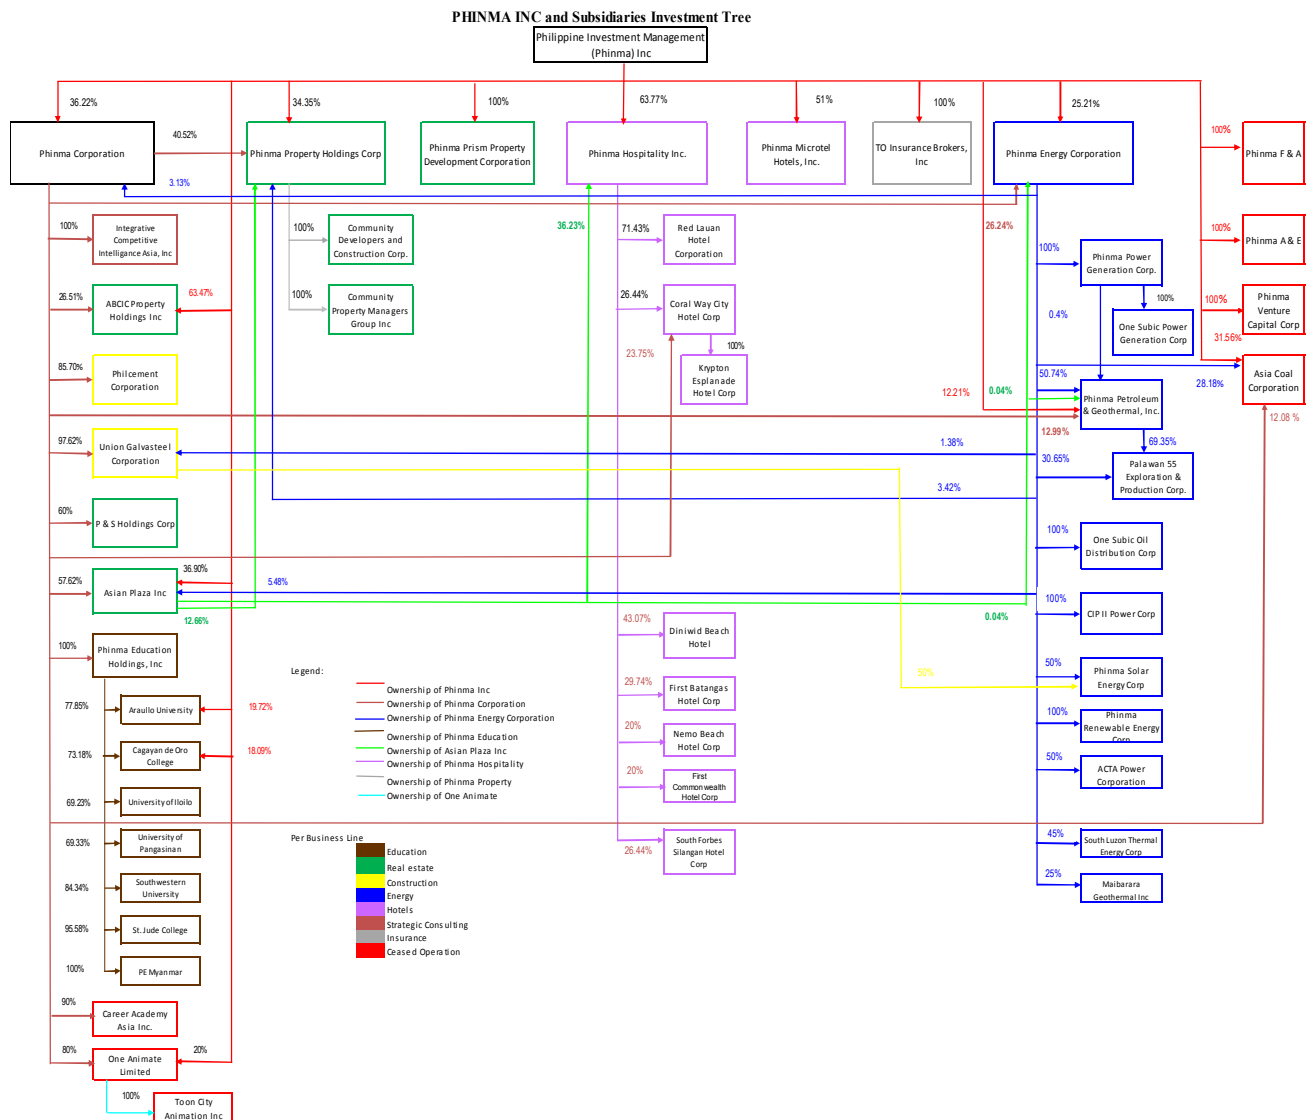 PHINMA INC and Subsidiaries Investment Tree
Philippine Investment Management
(Phinma) Inc
36.22%
34.35%
100%
63.77%
51%
100%
25.21%
100%
Phinma Corporation
40.52%
Phinma Property Holdings Corp
Phinma Prism Property
Development Corporation
Phinma Hospitality Inc.
Phinma Microtel
Hotels, Inc.
TO Insurance Brokers,
Inc
Phinma Energy Corporation
Phinma F & A
3.13%
100%
Integrative
Competitive
Intelligance Asia, Inc
100%
Community
Developers and
Construction Corp.
36.23%
71.43%
Red Lauan
Hotel
Corporation
26.24%
100%
Phinma Power
Generation Corp.
100%
Phinma A & E
26.51%
ABCIC Property
Holdings Inc
63.47%
100%
Community
Property Managers
Group Inc
26.44%
Coral Way City
Hotel Corp
0.4%
100%
One Subic Power
Generation Corp
100%
Phinma
Venture
Capital Corp
31.56%
85.70%
Philcement
Corporation
23.75%
100%
Krypton
Esplanade
Hotel Corp
50.74%
12.21%
0.04%
Phinma Petroleum
& Geothermal, Inc.
28.18%
Asia Coal
Corporation
12.08 %
12.99%
97.62%
Union Galvasteel
Corporation
1.38%
30.65%
69.35%
Palawan 55
Exploration &
Production Corp.
3.42%
60%
P & S Holdings Corp
100%
One Subic Oil
Distribution Corp
57.62%
Asian Plaza Inc
36.90%
5.48%
12.66%
0.04%
100%
CIP II Power Corp
43.07%
Diniwid Beach
Hotel
100%
Phinma Education
Holdings, Inc
50%
60%
Phinma Solar
Energy Corp
29.74%
First Batangas
Hotel Corp
77.85%
Araullo University
19.72%
100%
Phinma
Renewable Energy
Corp
20%
Nemo Beach
Hotel Corp
73.18%
Cagayan de Oro
College
18.09%
50%
ACTA Power
Corporation
20%
First
Commonwealth
Hotel Corp
69.23%
University of Iloilo
69.33%
University of
Pangasinan
26.44%
South Forbes
Silangan Hotel
Corp
45%
South Luzon Thermal
Energy Corp
84.34%
Southwestern
University
25%
Maibarara
Geothermal Inc
95.58%
St. Jude College
100%
PE Myanmar
90%
Career Academy
Asia Inc.
80%
One Animate
Limited
20%
100%
Toon City
Animation Inc
Legend:
Ownership of Phinma Inc
Ownership of Phinma Corporation
Ownership of Phinma Energy Corporation
Ownership of Phinma Education
Ownership of Asian Plaza Inc
Ownership of Phinma Hospitality
Ownership of Phinma Property
Ownership of One Animate
Per Business Line
Education
Real estate
Construction
Energy
Hotels
Strategic Consulting
Insurance
Ceased Operation